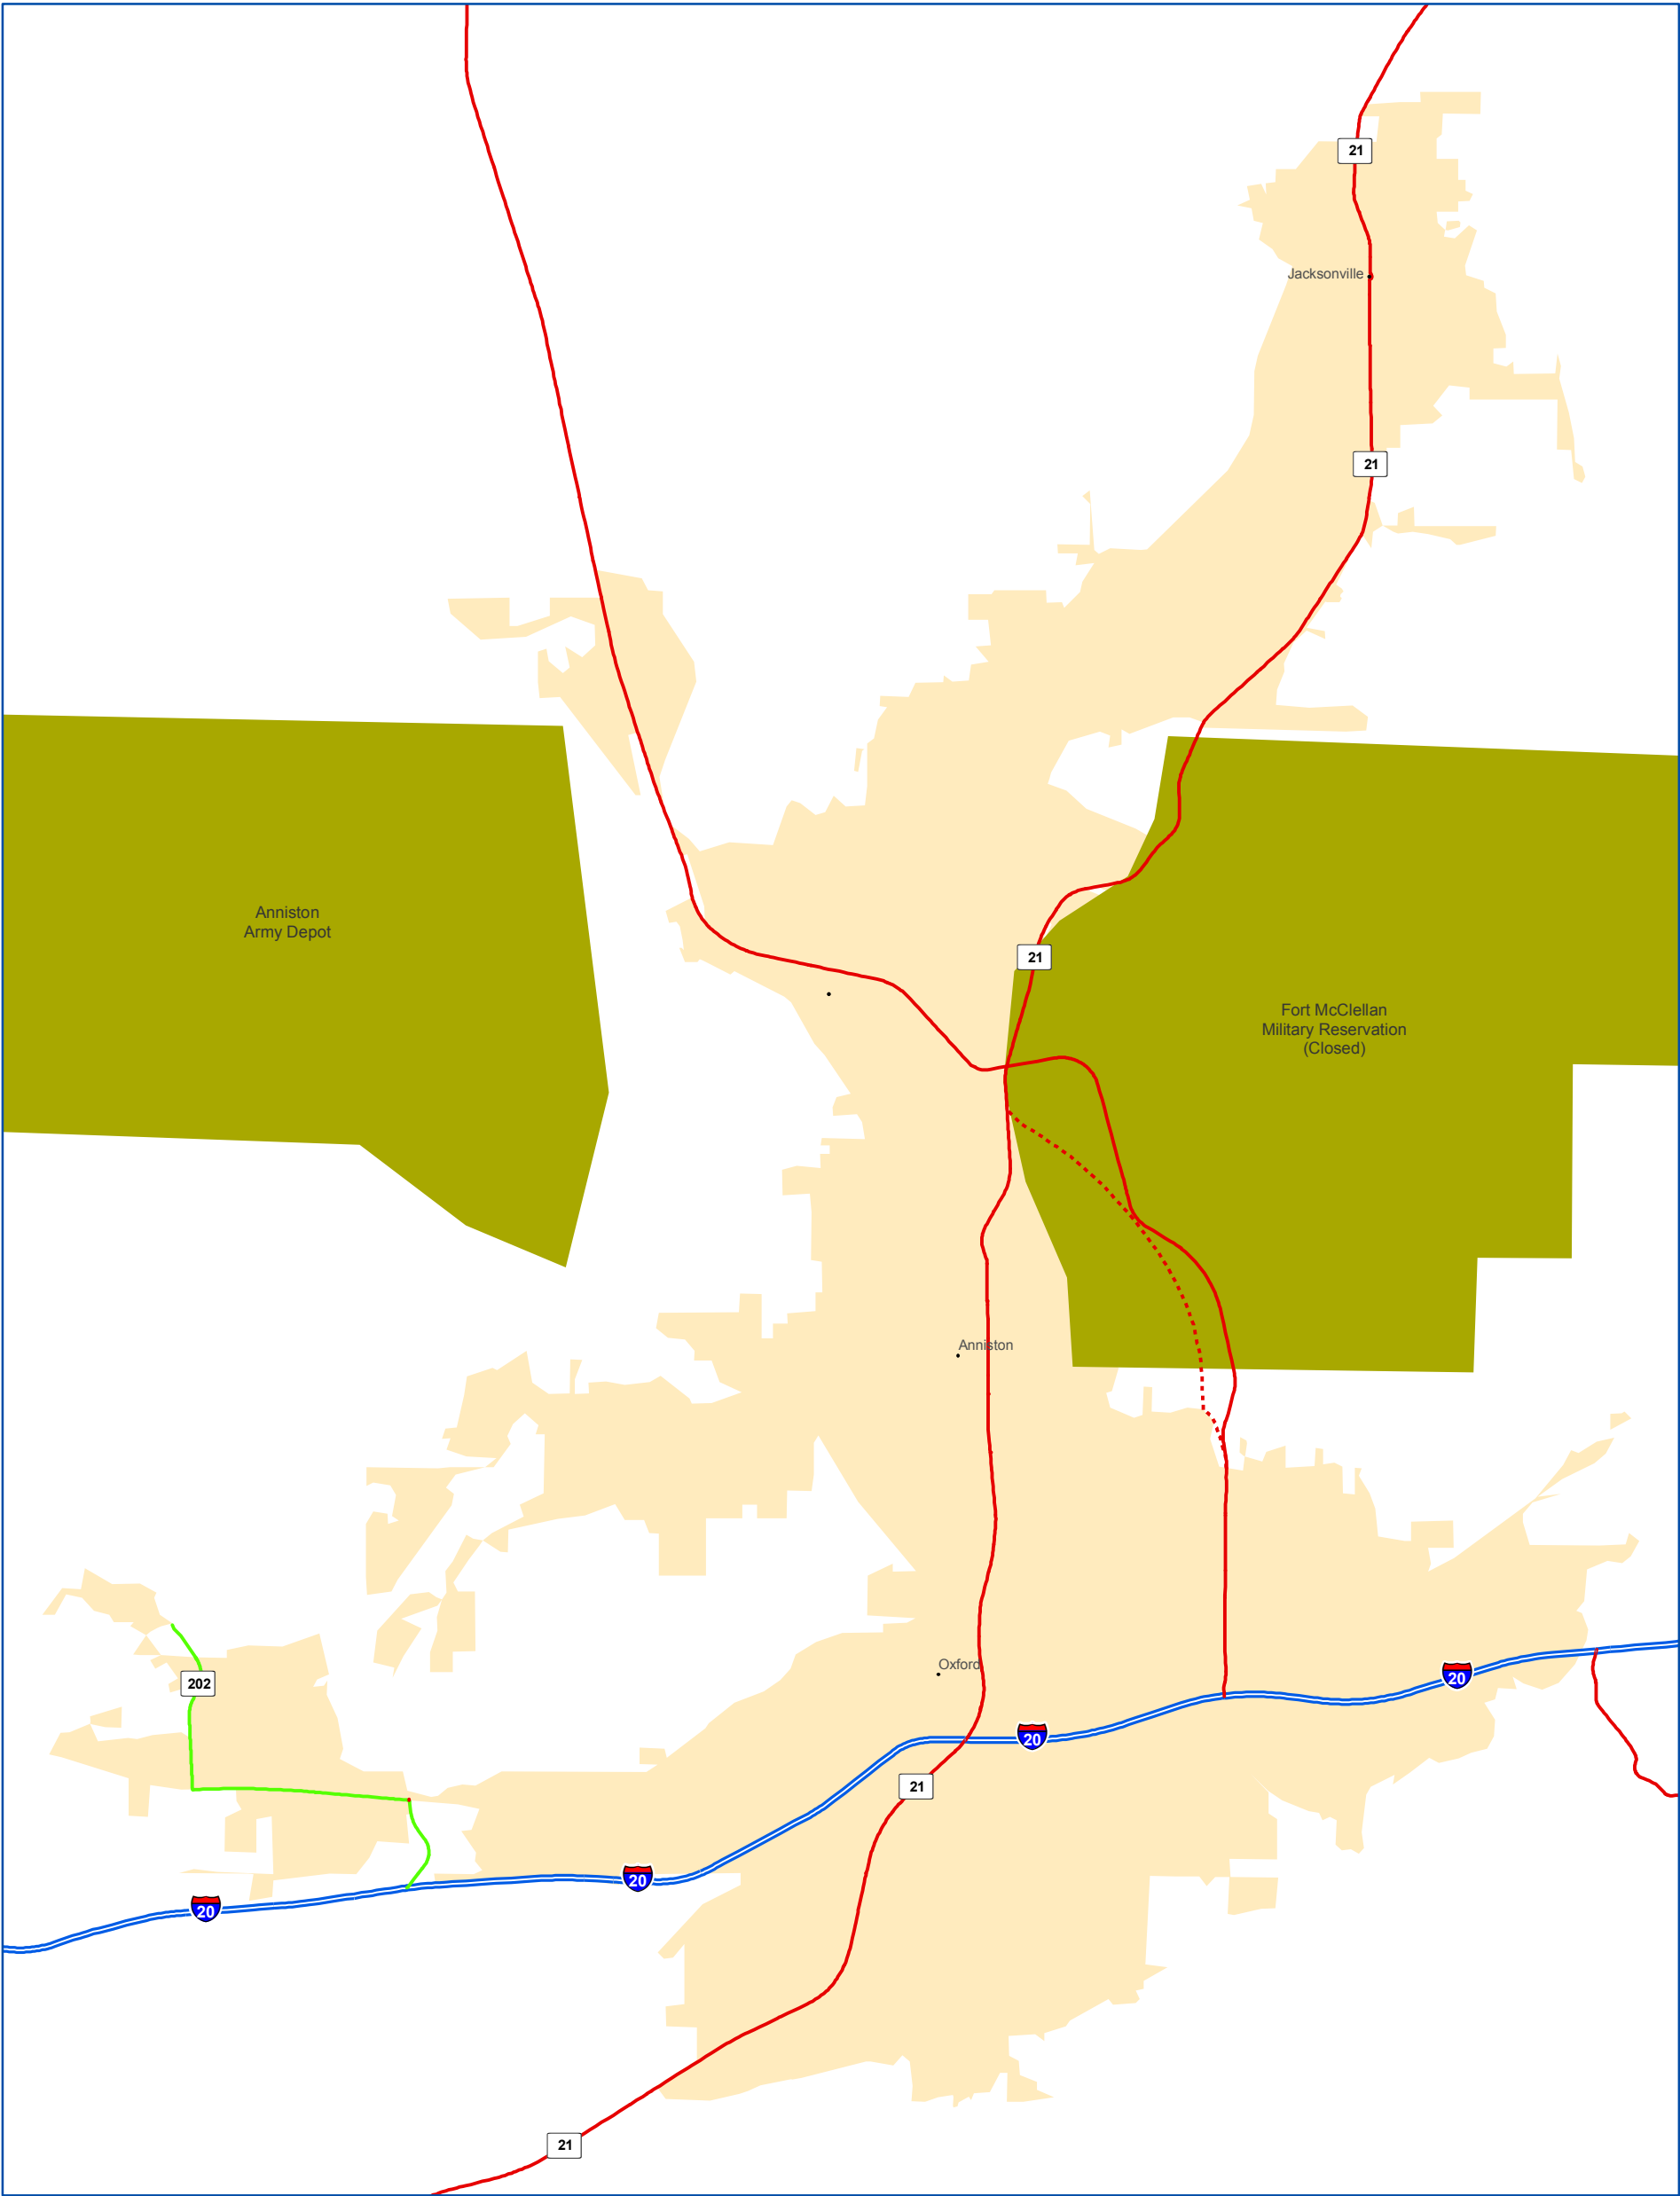 21
Jacksonville
21
Anniston
Army Depot
21
Fort McClellan
Military Reservation
(Closed)
Anniston
Oxford
202
20
20
21
20
20
21